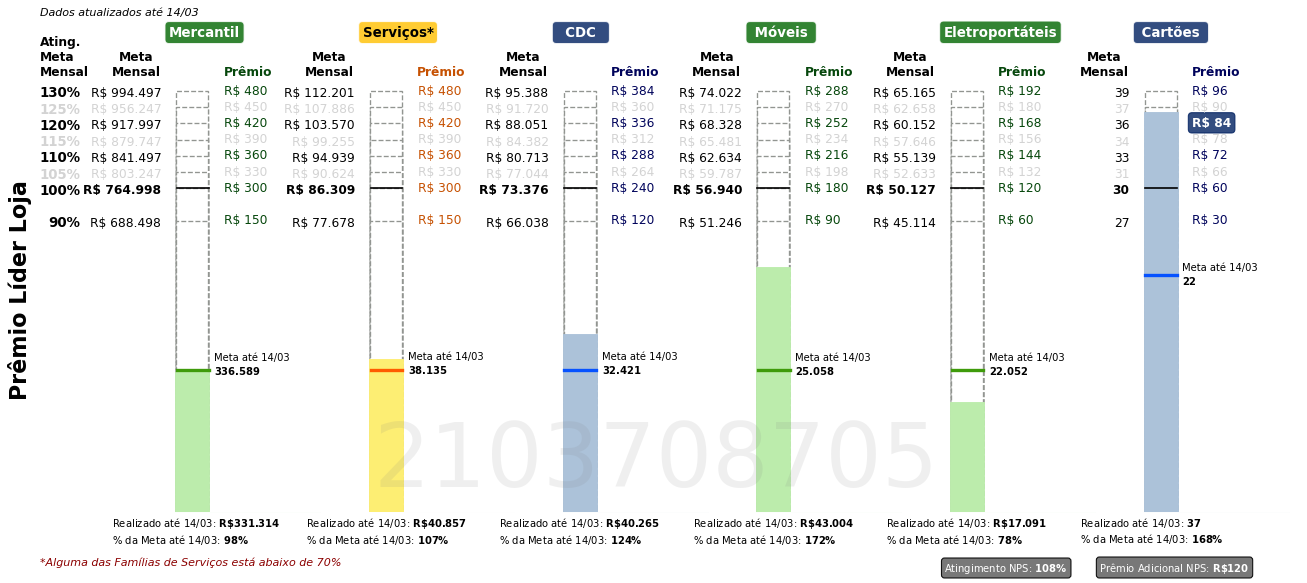 Dados atualizados até 14/03
Mercantil Serviços* CDC Móveis Eletroportáteis Cartões
Ating. Meta Mensal Meta Mensal Prêmio Meta Mensal Prêmio Meta Mensal Prêmio Meta Mensal Prêmio Meta Mensal Prêmio Meta Mensal Prêmio
130% R$ 994.497 R$ 480 R$ 112.201 R$ 480 R$ 95.388 R$ 384 R$ 74.022 R$ 288 R$ 65.165 R$ 192 39 R$ 96
125% R$ 956.247 R$ 450 R$ 107.886 R$ 450 R$ 91.720 R$ 360 R$ 71.175 R$ 270 R$ 62.658 R$ 180 37 R$ 90
120% R$ 917.997 R$ 420 R$ 103.570 R$ 420 R$ 88.051 R$ 336 R$ 68.328 R$ 252 R$ 60.152 R$ 168 36 R$ 84
115% R$ 879.747 R$ 390 R$ 99.255 R$ 390 R$ 84.382 R$ 312 R$ 65.481 R$ 234 R$ 57.646 R$ 156 34 R$ 78
110% R$ 841.497 R$ 360 R$ 94.939 R$ 360 R$ 80.713 R$ 288 R$ 62.634 R$ 216 R$ 55.139 R$ 144 33 R$ 72
105% R$ 803.247 R$ 330 R$ 90.624 R$ 330 R$ 77.044 R$ 264 R$ 59.787 R$ 198 R$ 52.633 R$ 132 31 R$ 66
100% R$ 764.998 R$ 300 R$ 86.309 R$ 300 R$ 73.376 R$ 240 R$ 56.940 R$ 180 R$ 50.127 R$ 120 30 R$ 60
90% R$ 688.498 R$ 150 R$ 77.678 R$ 150 R$ 66.038 R$ 120 R$ 51.246 R$ 90 R$ 45.114 R$ 60 27 R$ 30
Prêmio Líder Loja
Meta até 14/03
22
Meta até 14/03 Meta até 14/03 Meta até 14/03 Meta até 14/03 Meta até 14/03
336.589 38.135 32.421 25.058 22.052
2103708705
Realizado até 14/03: R$331.314 Realizado até 14/03: R$40.857 Realizado até 14/03: R$40.265 Realizado até 14/03: R$43.004 Realizado até 14/03: R$17.091 Realizado até 14/03: 37
% da Meta até 14/03: 98% % da Meta até 14/03: 107% % da Meta até 14/03: 124% % da Meta até 14/03: 172% % da Meta até 14/03: 78% % da Meta até 14/03: 168%
*Alguma das Famílias de Serviços está abaixo de 70%
Atingimento NPS: 108% Prêmio Adicional NPS: R$120